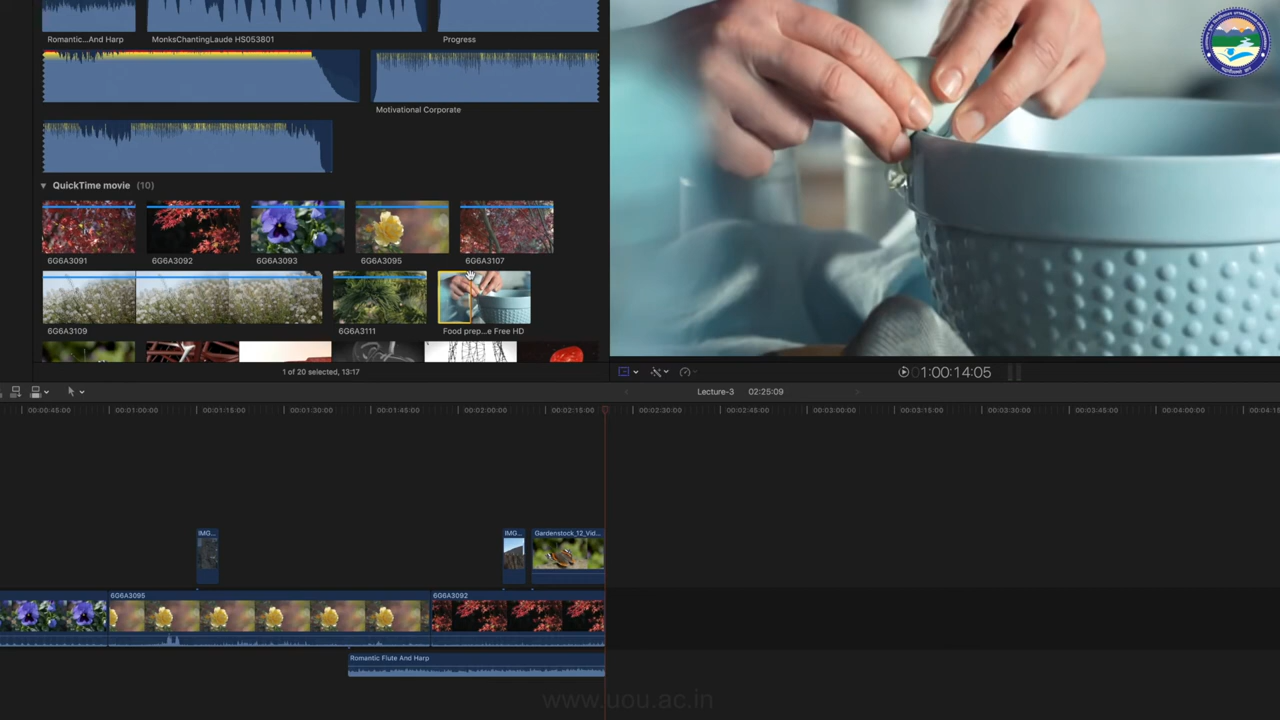 Romantic...And Harp
MonksChantingLaude HS053801
Progress
Motivational Corporate
QuickTime movie (10)
6G6A3091
6G6A3092
6G6A3093
6G6A3095
6G6A3107
6G6A3109
6G6A3111
Food prep...e Free HD
1 of 20 selected, 13:17
1:00:14:05
Lecture-3
02:25:09
00:00:45:00
00:01:00:00
00:01:15:00
00:01:30:00
00:01:45:00
00:02:00:00
00:02:15:00
00:02:30:00
00:02:45:00
00:03:00:00
00:03:15:00
00:03:30:00
00:03:45:00
00:04:00:00
00:04:15
IMG...
IMG...
Gardenstock_12_Vid...
6G6A3095
6G6A3092
Romantic Flute And Harp
www.uou.ac.in